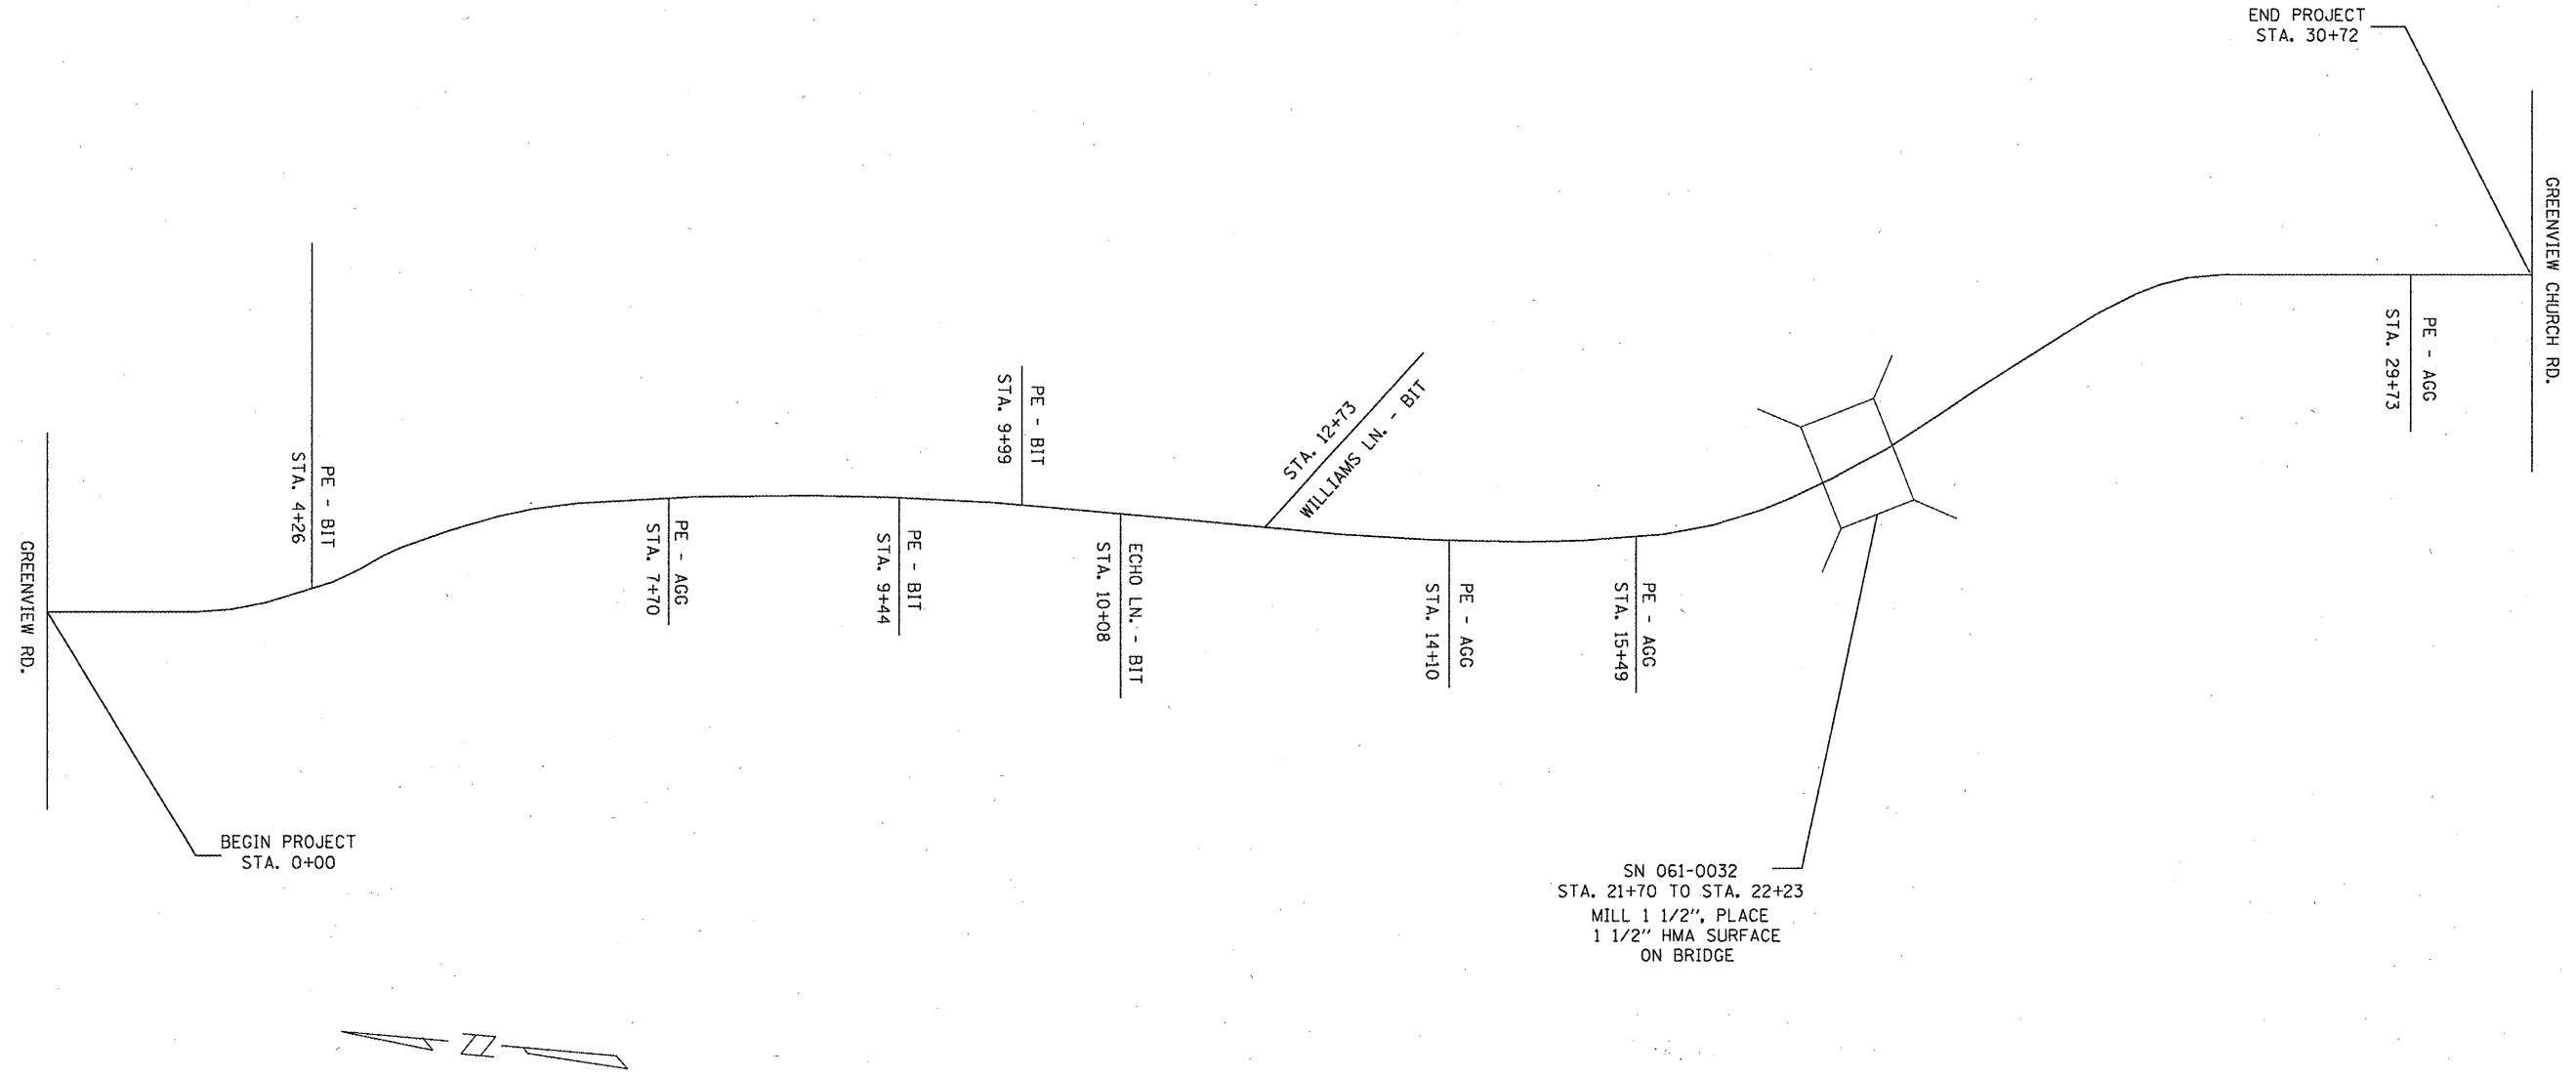 END PROJECT
STA. 30+72
GREENVIEW CHURCH RD.
PE - AGG
STA. 29+73
STA. 12+73
WILLIAMS LN. - BIT
PE - BIT
STA. 9+99
PE - BIT
STA. 4+26
GREENVIEW RD.
PE - AGG
STA. 7+70
PE - BIT
STA. 9+44
ECHO LN. - BIT
STA. 10+08
PE - AGG
STA. 14+10
PE - AGG
STA. 15+49
BEGIN PROJECT
STA. 0+00
SN 061-0032
STA. 21+70 TO STA. 22+23
MILL 1 1/2", PLACE
1 1/2" HMA SURFACE
ON BRIDGE
Z